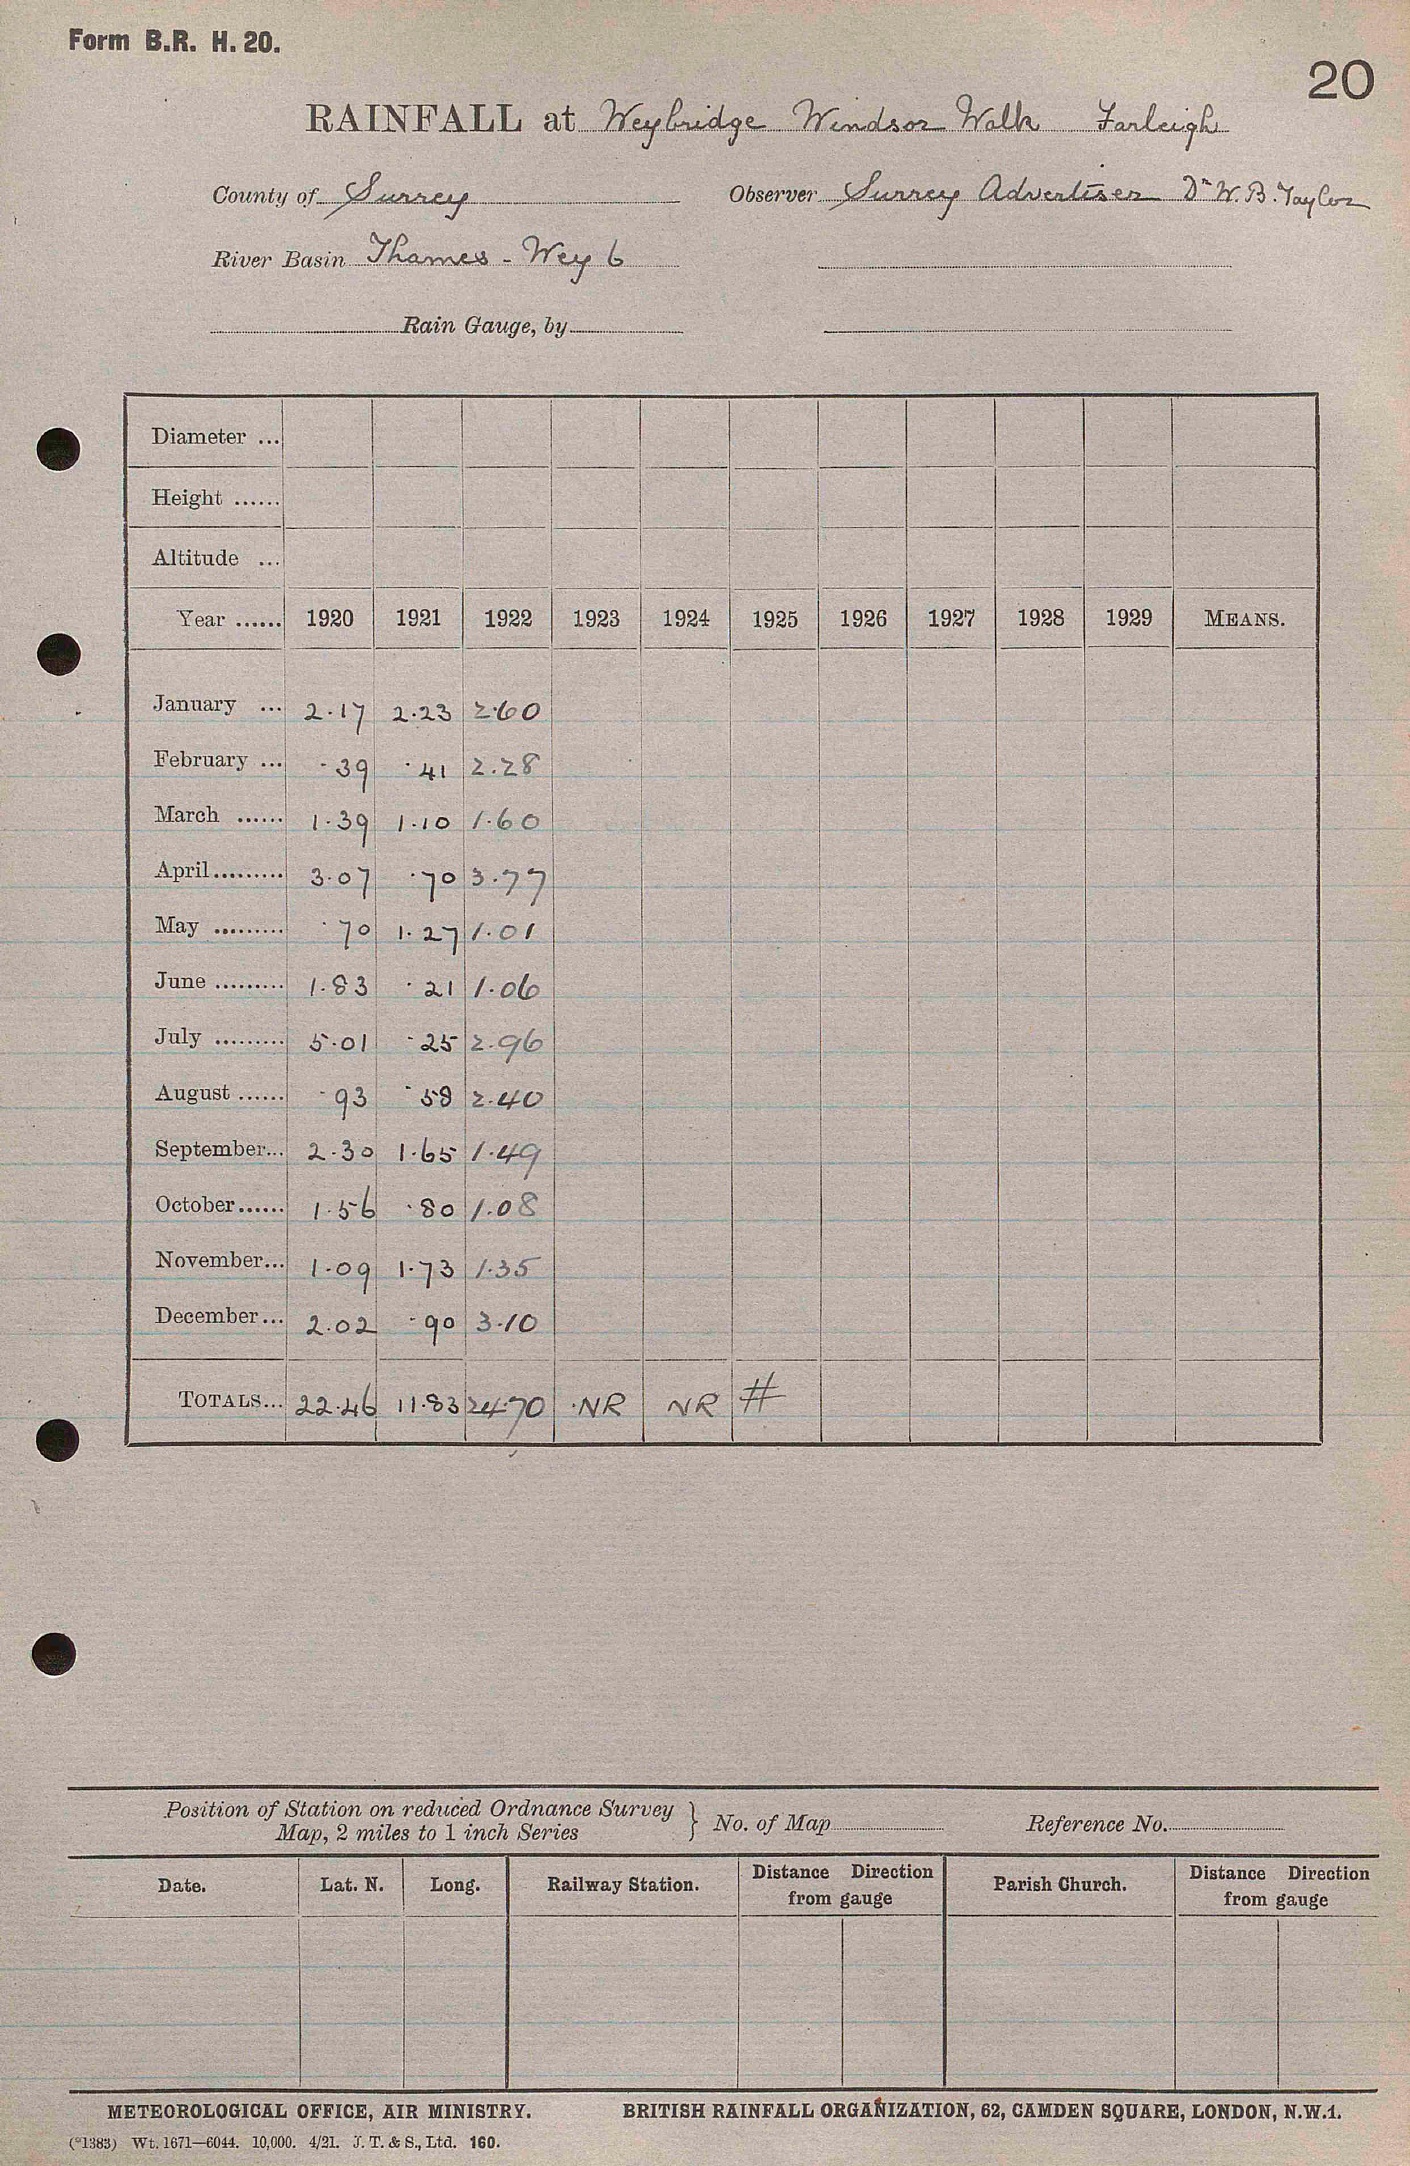 Form B.R. H. 20.
20
RAINFALL at Weybridge Windsor Walk Farleigh
County of Surrey Observer Surrey Advertiser Dr W. B. Taylor
River Basin Thames - Wey 6
Rain Gauge, by
Diameter ...
Height ......
Altitude ...
Year ...... 1920 1921 1922 1923 1924 1925 1926 1927 1928 1929 MEANS.
January ... 2.17 2.23 2.60
February ... .39 .41 2.28
March ...... 1.39 1.10 1.60
April......... 3.07 .70 3.77
May ......... .70 1.27 1.01
June ......... 1.83 .21 1.06
July ......... 5.01 .25 2.96
August ...... .93 .58 2.40
September... 2.30 1.65 1.49
October...... 1.56 .80 1.08
November... 1.09 1.73 1.35
December... 2.02 .90 3.10
TOTALS... 22.46 11.83 24.70 NR NR #
Position of Station on reduced Ordnance Survey
Map, 2 miles to 1 inch Series } No. of Map Reference No.
Date. Lat. N. Long. Railway Station. Distance Direction from gauge Parish Church. Distance Direction from gauge
METEOROLOGICAL OFFICE, AIR MINISTRY. BRITISH RAINFALL ORGANIZATION, 62, CAMDEN SQUARE, LONDON, N.W.1.
(*1383) Wt. 1671—6044. 10,000. 4/21. J. T. & S., Ltd. 160.